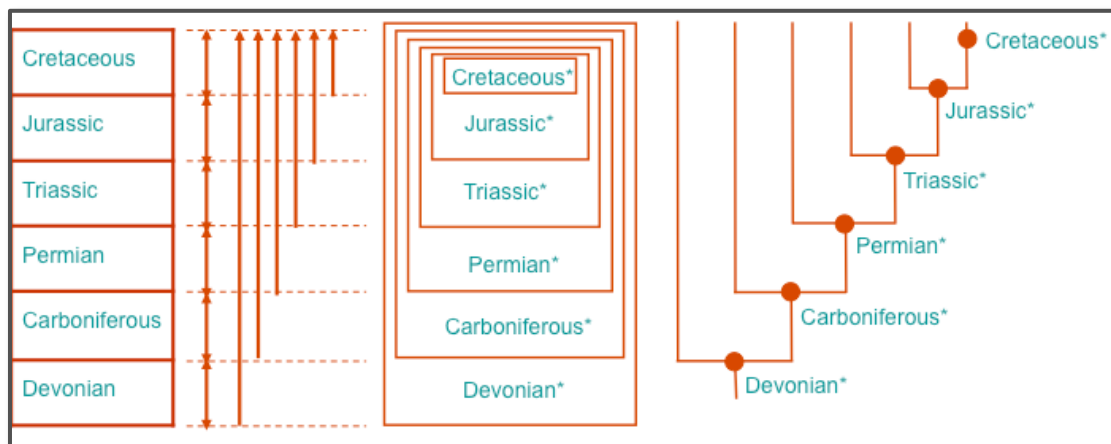 Cretaceous
Jurassic
Triassic
Permian
Carboniferous
Devonian
Cretaceous*
Jurassic*
Triassic*
Permian*
Carboniferous*
Devonian*
Cretaceous*
Jurassic*
Triassic*
Permian*
Carboniferous*
Devonian*